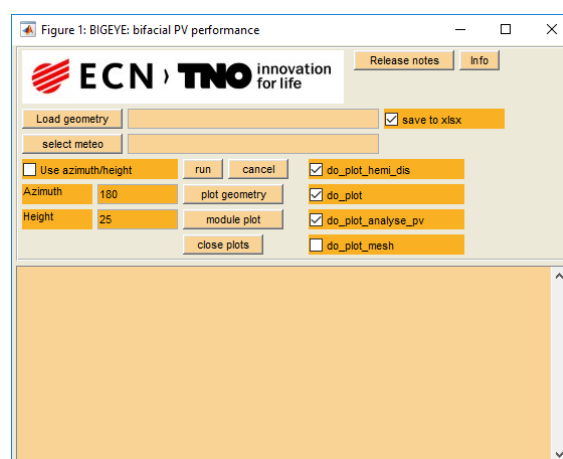 Figure 1: BIGEYE: bifacial PV performance
ECN TNO innovation for life
Release notes Info
Load geometry save to xlsx
select meteo
Use azimuth/height run cancel do_plot_hemi_dis
Azimuth 180 plot geometry do_plot
Height 25 module plot do_plot_analyse_pv
close plots do_plot_mesh